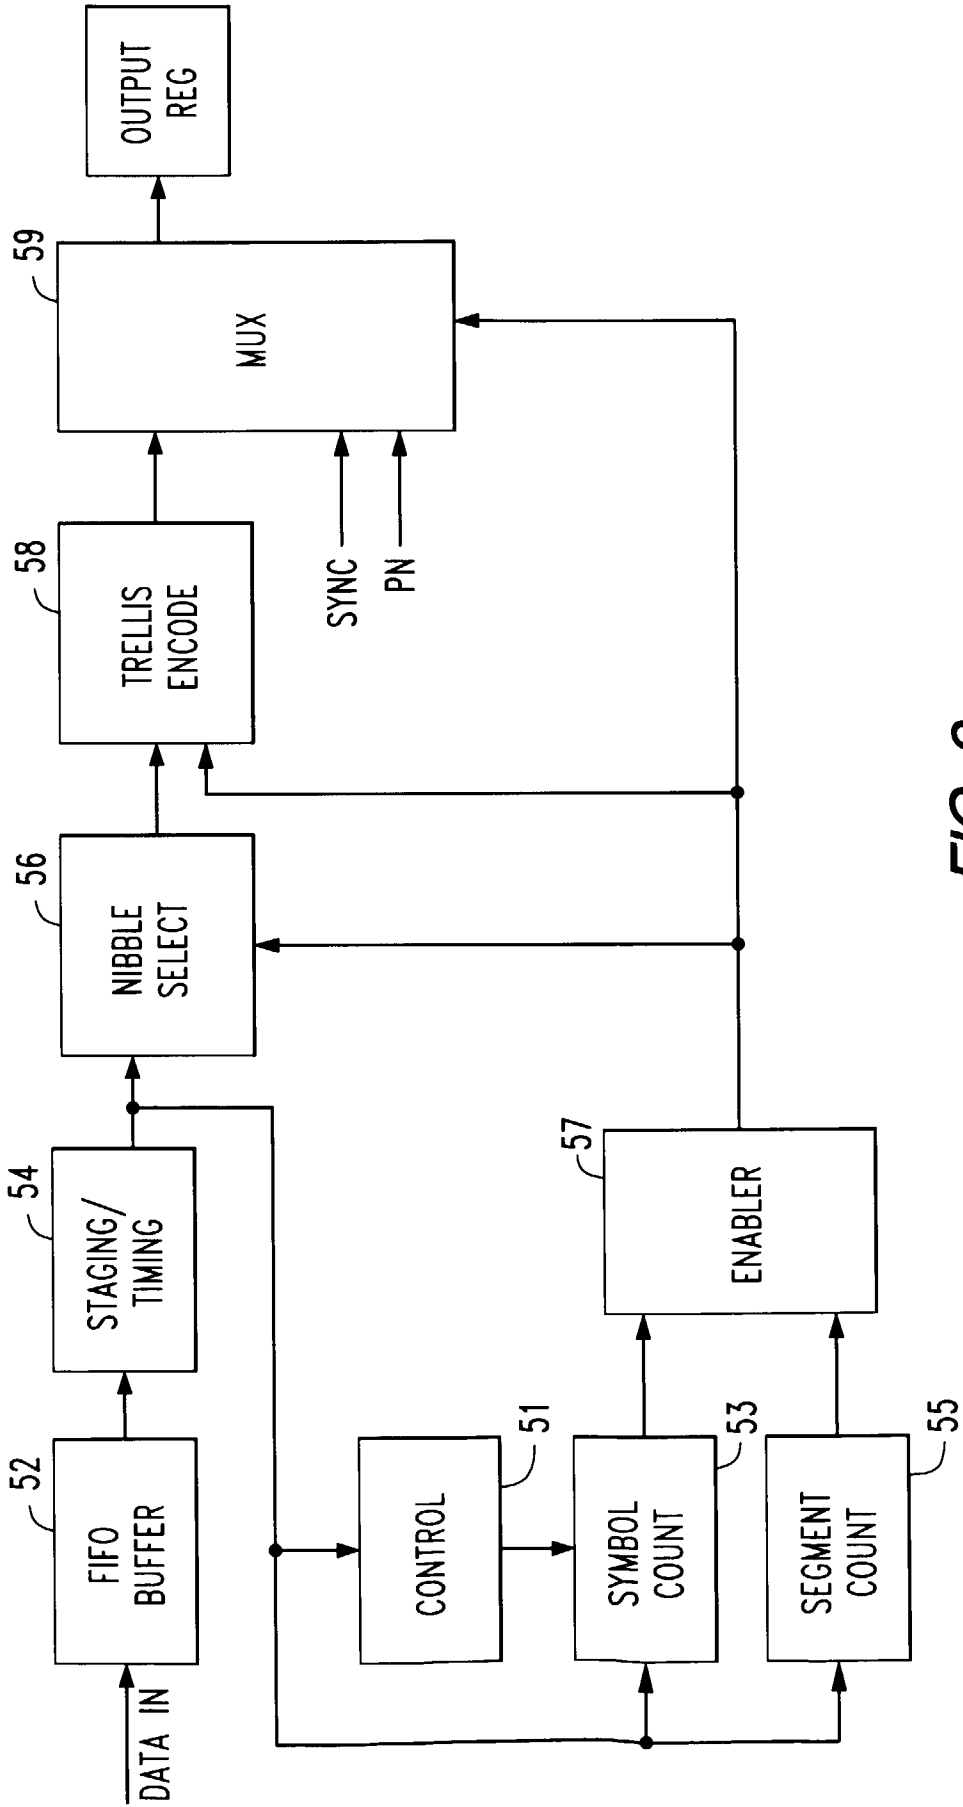 DATA IN
52
FIFO
BUFFER
54
STAGING/
TIMING
56
NIBBLE
SELECT
58
TRELLIS
ENCODE
59
MUX
OUTPUT
REG
SYNC
PN
CONTROL
51
SYMBOL
COUNT
53
SEGMENT
COUNT
55
57
ENABLER
FIG.